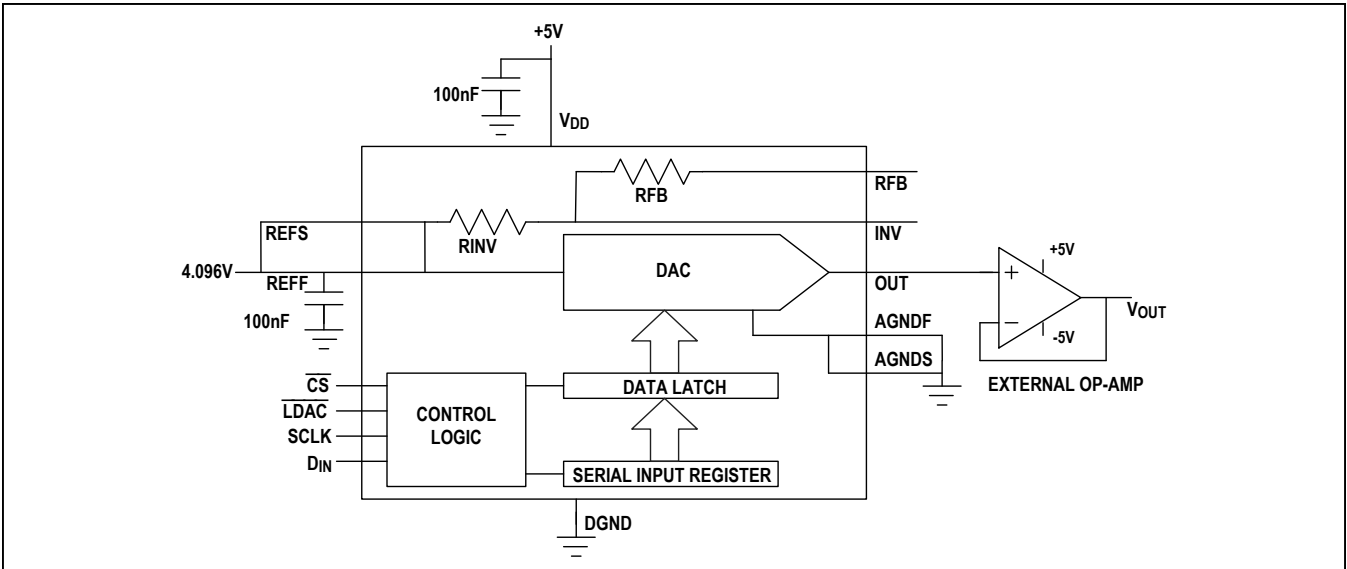 +5V
100nF
VDD
RFB
RFB
REFS
RINV
INV
4.096V
REFF
DAC
OUT
+5V
+
−
-5V
VOUT
100nF
AGNDF
AGNDS
EXTERNAL OP-AMP
CS
LDAC
SCLK
DIN
CONTROL
LOGIC
DATA LATCH
SERIAL INPUT REGISTER
DGND